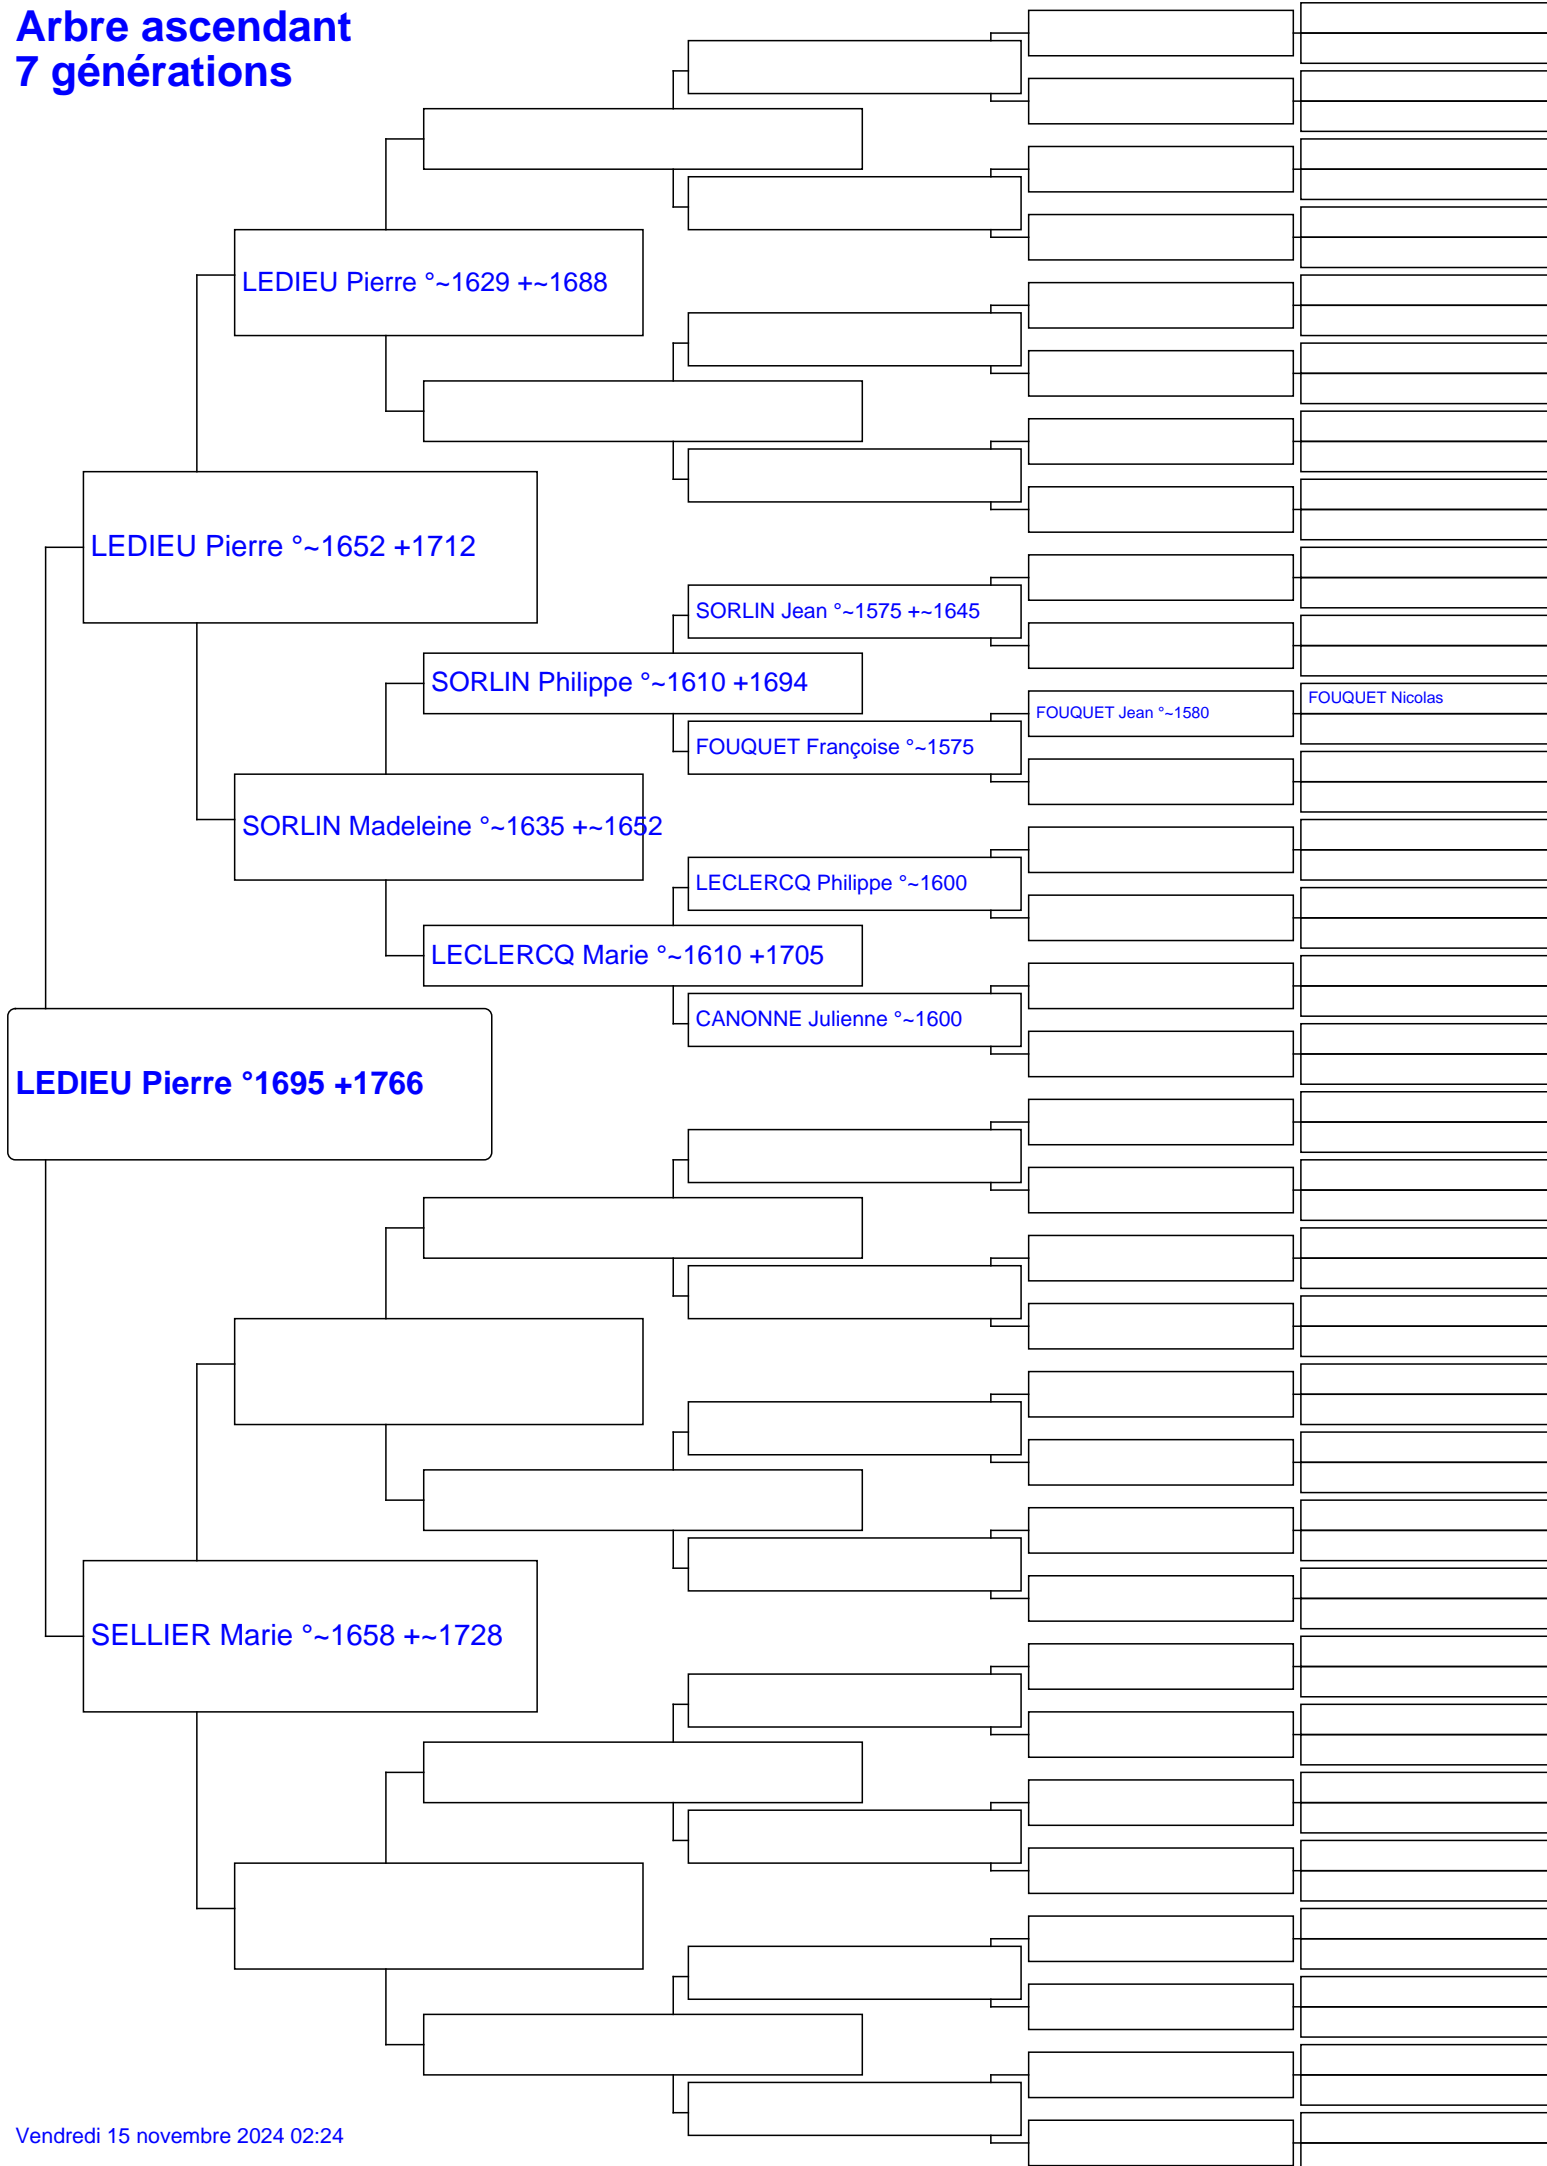 Arbre ascendant
7 générations
LEDIEU Pierre °~1629 +~1688
LEDIEU Pierre °~1652 +1712
SORLIN Jean °~1575 +~1645
SORLIN Philippe °~1610 +1694
FOUQUET Nicolas
FOUQUET Jean °~1580
FOUQUET Françoise °~1575
SORLIN Madeleine °~1635 +~1652
LECLERCQ Philippe °~1600
LECLERCQ Marie °~1610 +1705
CANONNE Julienne °~1600
LEDIEU Pierre °1695 +1766
SELLIER Marie °~1658 +~1728
Vendredi 15 novembre 2024 02:24